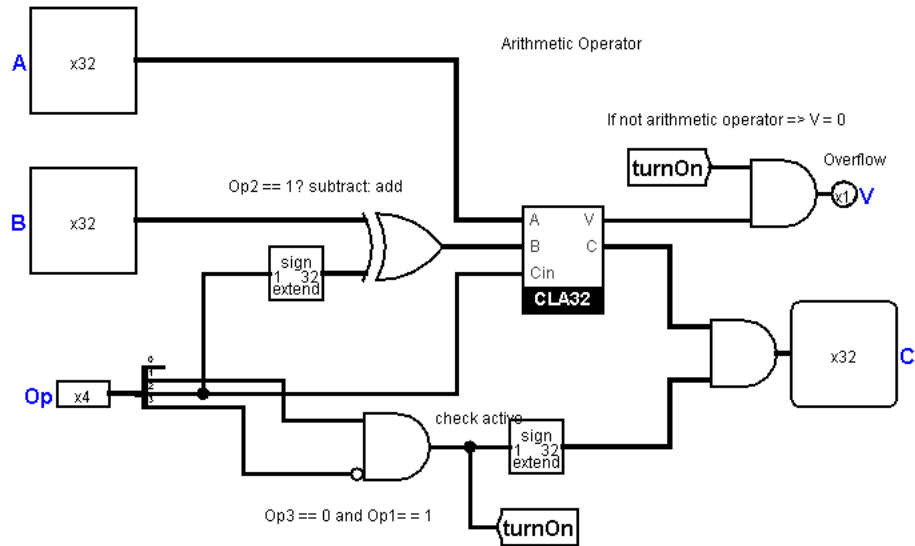 Arithmetic Operator
A
x32
If not arithmetic operator => V = 0
turnOn
Overflow
x1
V
Op2 == 1? subtract: add
B
x32
A V
B C
Cin
CLA32
sign
1 32
extend
0
1
2
3
Op
x4
x32
C
check active
sign
1 32
extend
Op3 == 0 and Op1== 1
turnOn